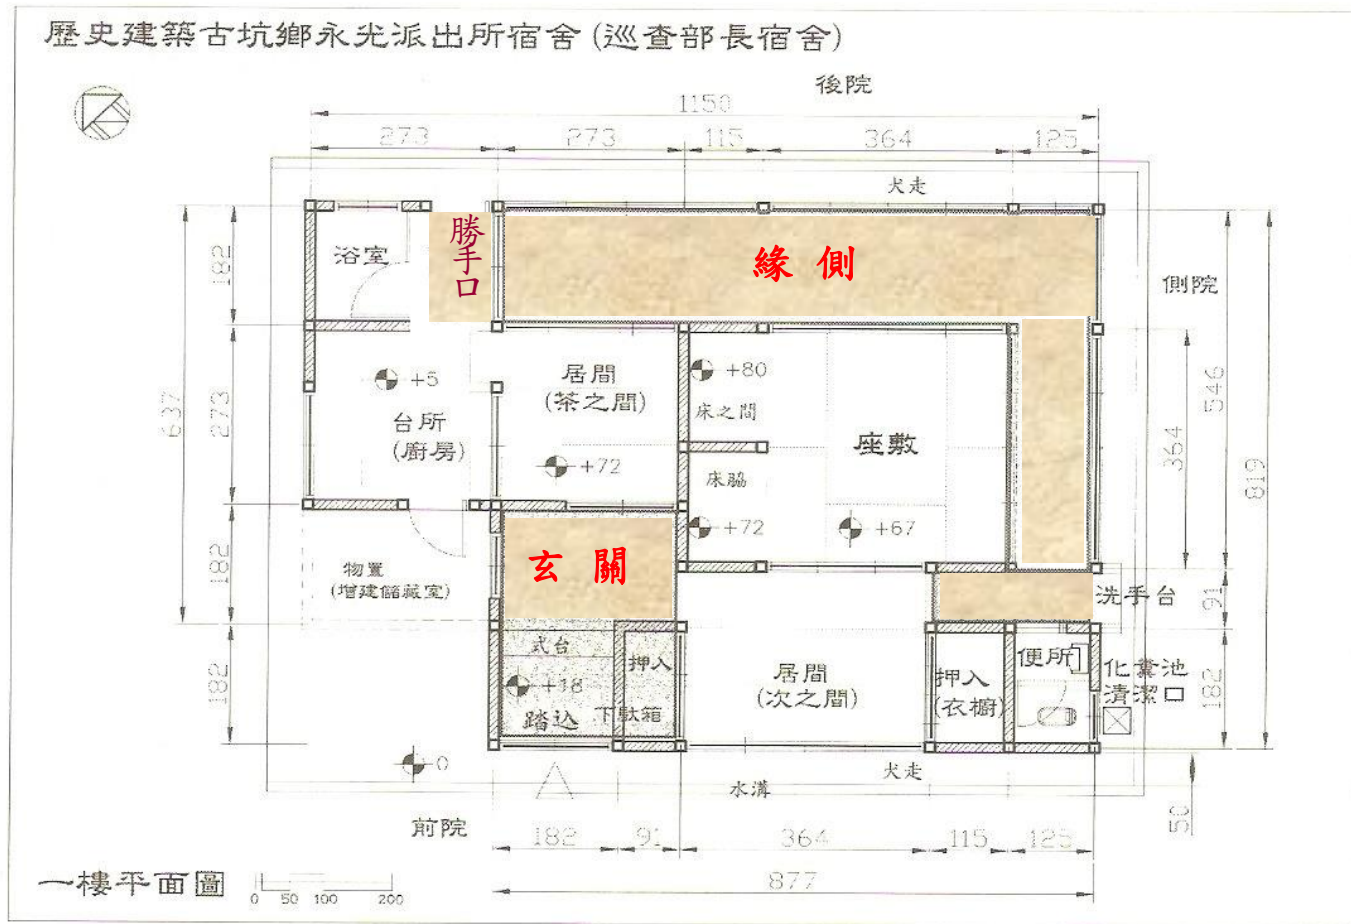 歷史建築古坑鄉永光派出所宿舍(巡查部長宿舍)
後院
1150
273
273
115
364
125
犬走
勝手口
浴室
緣側
側院
182
+5
居間
(茶之間)
+80
床之間
台所
(廚房)
座敷
+72
床脇
+72
+67
637
273
546
364
819
玄關
物置
(增建儲藏室)
182
洗手台
91
式台
押入
+18
踏込
下馱箱
居間
(次之間)
押入
(衣櫥)
便所
化糞池
清潔口
182
182
0
犬走
水溝
前院
50
182
91
364
115
125
877
一樓平面圖
0 50 100 200